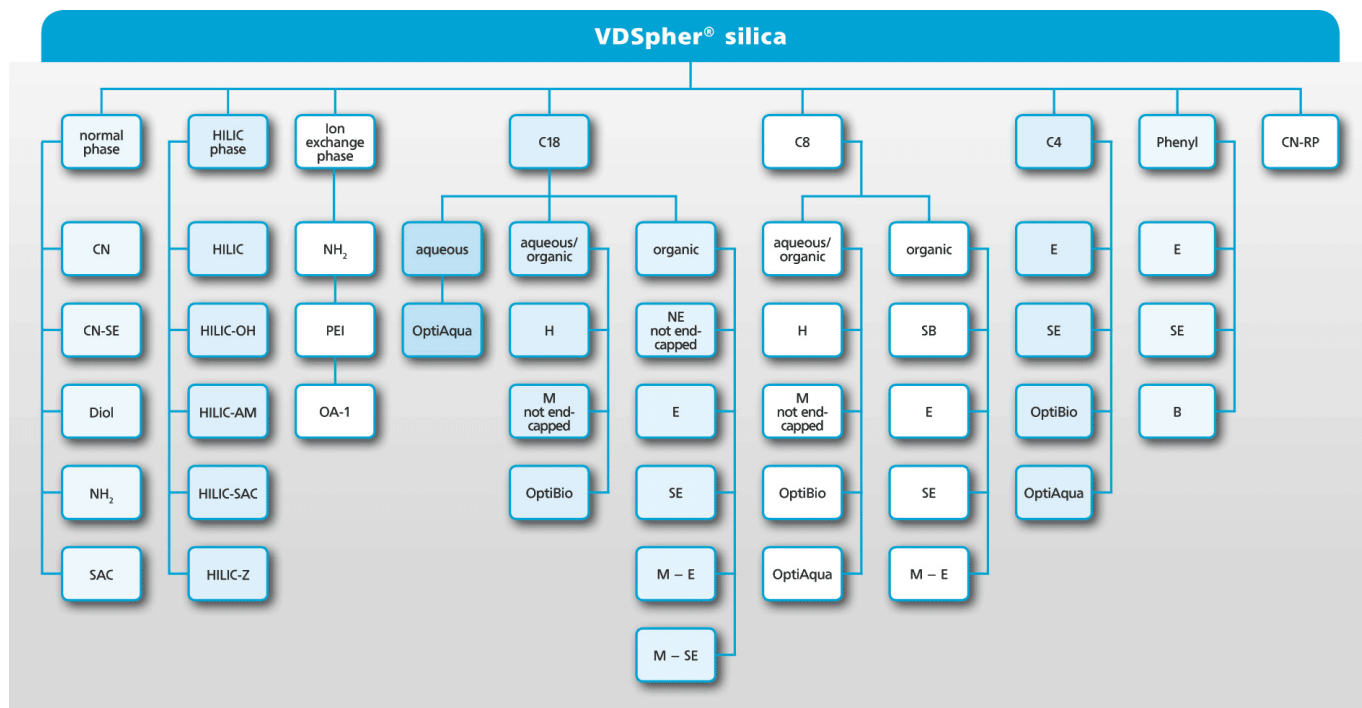 VDSpher® silica
normal
phase
HILIC
phase
Ion
exchange
phase
C18
C8
C4
Phenyl
CN-RP
CN
HILIC
NH₂
aqueous
aqueous/
organic
organic
aqueous/
organic
organic
E
E
CN-SE
HILIC-OH
PEI
OptiAqua
H
NE
not end-
capped
H
SB
SE
SE
Diol
HILIC-AM
OA-1
M
not end-
capped
E
M
not end-
capped
E
OptiBio
B
NH₂
HILIC-SAC
OptiBio
SE
OptiBio
SE
OptiAqua
SAC
HILIC-Z
M – E
OptiAqua
M – E
M – SE